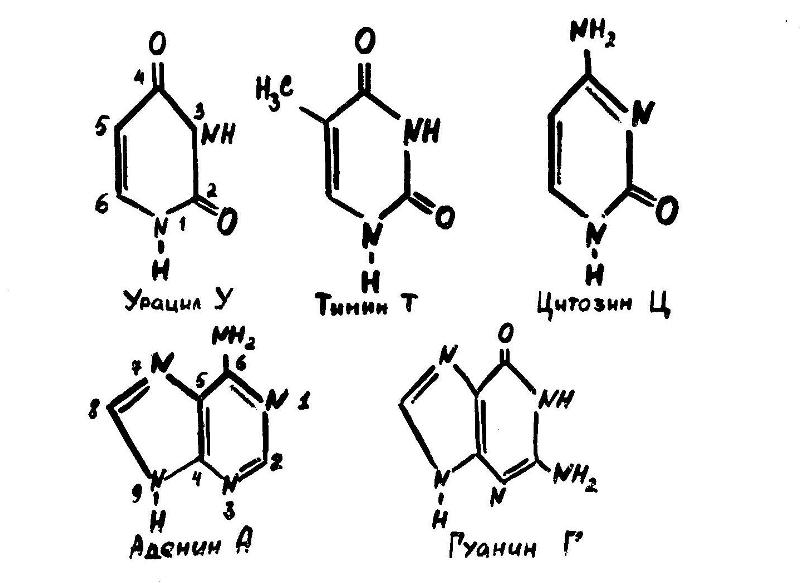 O O NH2
4 H3C
3 N
5 NH NH
6 2
N 1 O N O N O
H H H
Урацил У Тимин Т Цитозин Ц
NH2 O
7 N 6 N
5
8 N 1 NH
4 2
9 N N N N NH2
H 3 H
Аденин А Гуанин Г